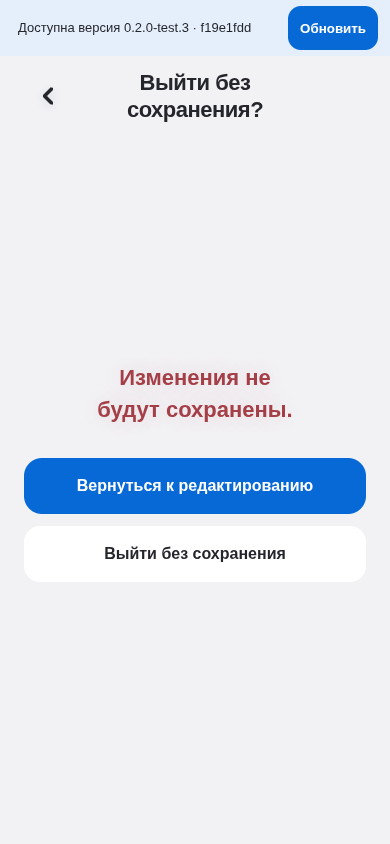 Доступна версия 0.2.0-test.3 · f19e1fdd
Обновить
Выйти без
сохранения?
Изменения не
будут сохранены.
Вернуться к редактированию
Выйти без сохранения